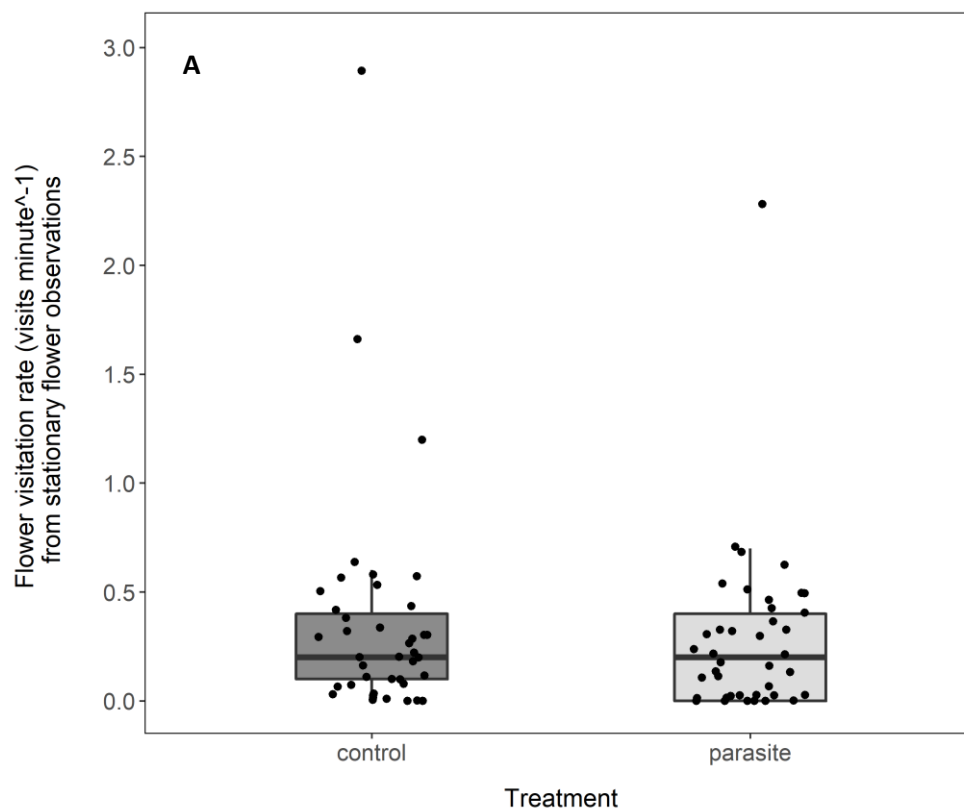 A
3.0
2.5
2.0
1.5
1.0
0.5
0.0
Flower visitation rate (visits minute^-1)
from stationary flower observations
control
parasite
Treatment